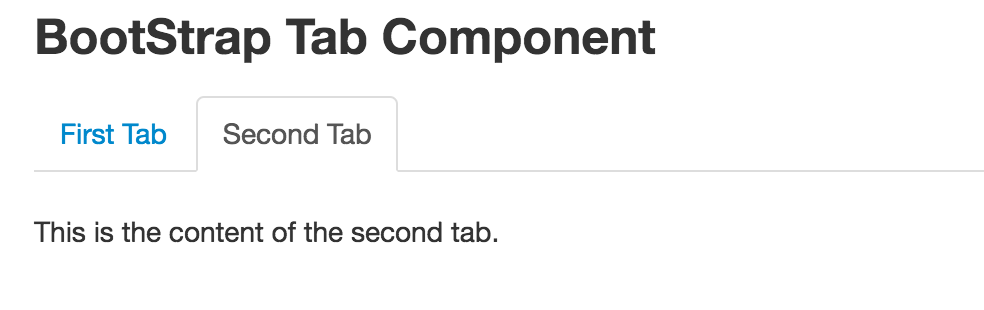 BootStrap Tab Component
First Tab Second Tab
This is the content of the second tab.